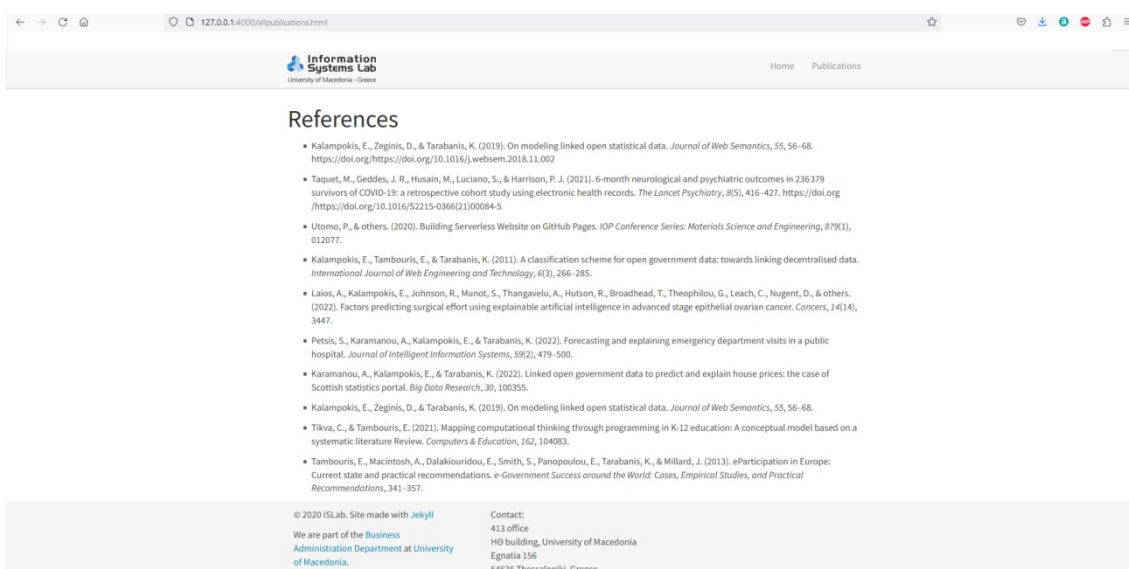 127.0.0.1:4000/allpublications.html
Information
Systems Lab
University of Macedonia - Greece
Home Publications
References
▪ Kalampokis, E., Zeginis, D., & Tarabanis, K. (2019). On modeling linked open statistical data. Journal of Web Semantics, 55, 56–68.
https://doi.org/https://doi.org/10.1016/j.websem.2018.11.002
▪ Taquet, M., Geddes, J. R., Husain, M., Luciano, S., & Harrison, P. J. (2021). 6-month neurological and psychiatric outcomes in 236 379
survivors of COVID-19: a retrospective cohort study using electronic health records. The Lancet Psychiatry, 8(5), 416–427. https://doi.org
/https://doi.org/10.1016/S2215-0366(21)00084-5
▪ Utomo, P., & others. (2020). Building Serverless Website on GitHub Pages. IOP Conference Series: Materials Science and Engineering, 879(1),
012077.
▪ Kalampokis, E., Tambouris, E., & Tarabanis, K. (2011). A classification scheme for open government data: towards linking decentralised data.
International Journal of Web Engineering and Technology, 6(3), 266–285.
▪ Laios, A., Kalampokis, E., Johnson, R., Munot, S., Thangavelu, A., Hutson, R., Broadhead, T., Theophilou, G., Leach, C., Nugent, D., & others.
(2022). Factors predicting surgical effort using explainable artificial intelligence in advanced stage epithelial ovarian cancer. Cancers, 14(14),
3447.
▪ Petsis, S., Karamanou, A., Kalampokis, E., & Tarabanis, K. (2022). Forecasting and explaining emergency department visits in a public
hospital. Journal of Intelligent Information Systems, 59(2), 479–500.
▪ Karamanou, A., Kalampokis, E., & Tarabanis, K. (2022). Linked open government data to predict and explain house prices: the case of
Scottish statistics portal. Big Data Research, 30, 100355.
▪ Kalampokis, E., Zeginis, D., & Tarabanis, K. (2019). On modeling linked open statistical data. Journal of Web Semantics, 55, 56–68.
▪ Tikva, C., & Tambouris, E. (2021). Mapping computational thinking through programming in K-12 education: A conceptual model based on a
systematic literature Review. Computers & Education, 162, 104083.
▪ Tambouris, E., Macintosh, A., Dalakiouridou, E., Smith, S., Panopoulou, E., Tarabanis, K., & Millard, J. (2013). eParticipation in Europe:
Current state and practical recommendations. e-Government Success around the World: Cases, Empirical Studies, and Practical
Recommendations, 341–357.
© 2020 ISLab. Site made with Jekyll
We are part of the Business
Administration Department at University
of Macedonia.
Contact:
413 office
HΘ building, University of Macedonia
Egnatia 156
54636 Thessaloniki, Greece